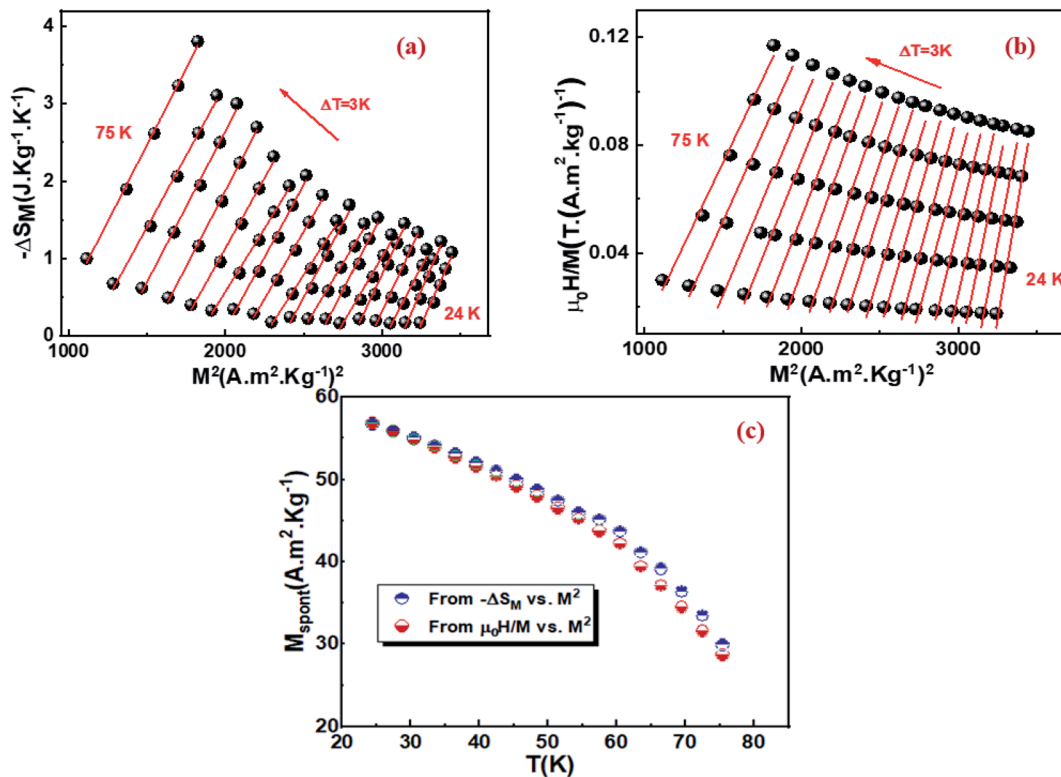 (a)
-ΔS_M(J.Kg⁻¹.K⁻¹)
4
3
2
1
0
ΔT=3K
75 K
24 K
1000
2000
3000
M²(A.m².Kg⁻¹)²
(b)
μ₀H/M(T.(A.m².kg⁻¹)⁻¹)
0.12
0.08
0.04
ΔT=3K
75 K
24 K
1000
2000
3000
M²(A.m².Kg⁻¹)²
(c)
M_spont(A.m².Kg⁻¹)
60
50
40
30
20
From -ΔS_M vs. M²
From μ₀H/M vs. M²
20
30
40
50
60
70
80
T(K)